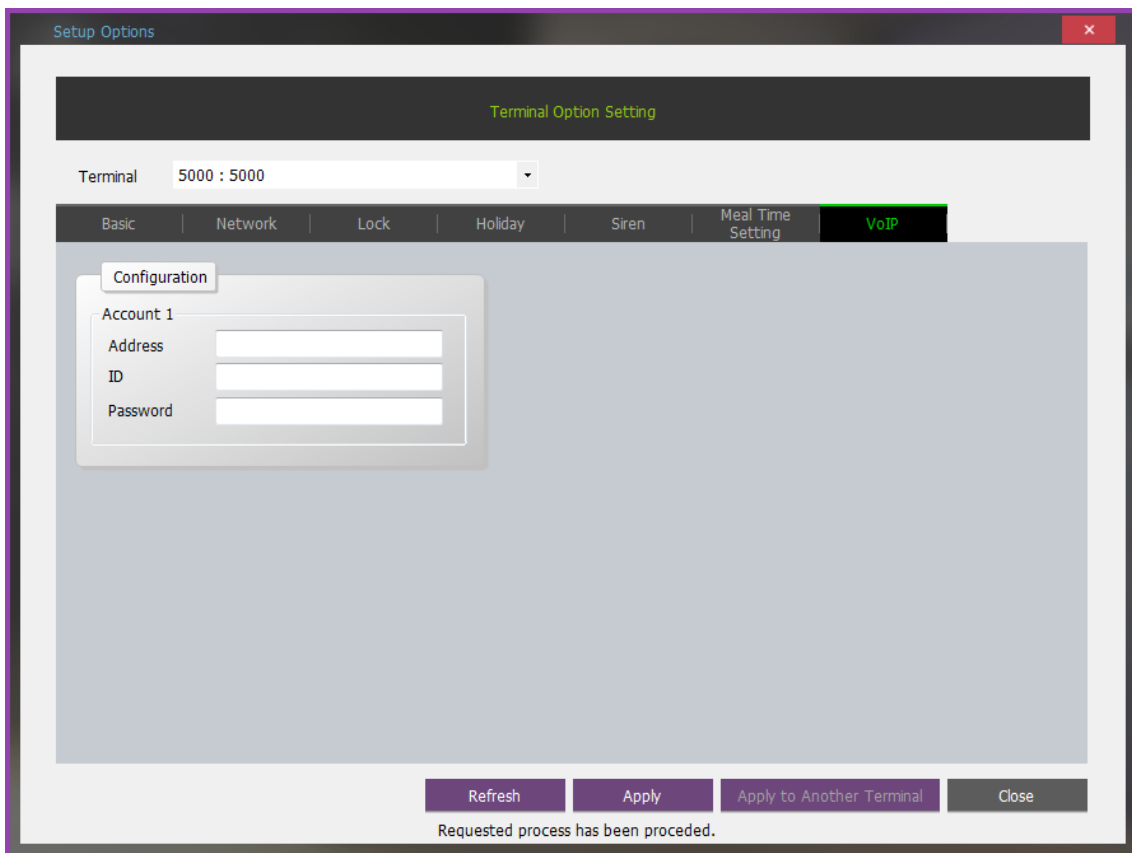 Setup Options
Terminal Option Setting
Terminal 5000 : 5000
Basic Network Lock Holiday Siren Meal Time Setting VoIP
Configuration
Account 1
Address
ID
Password
Refresh Apply Apply to Another Terminal Close
Requested process has been proceded.